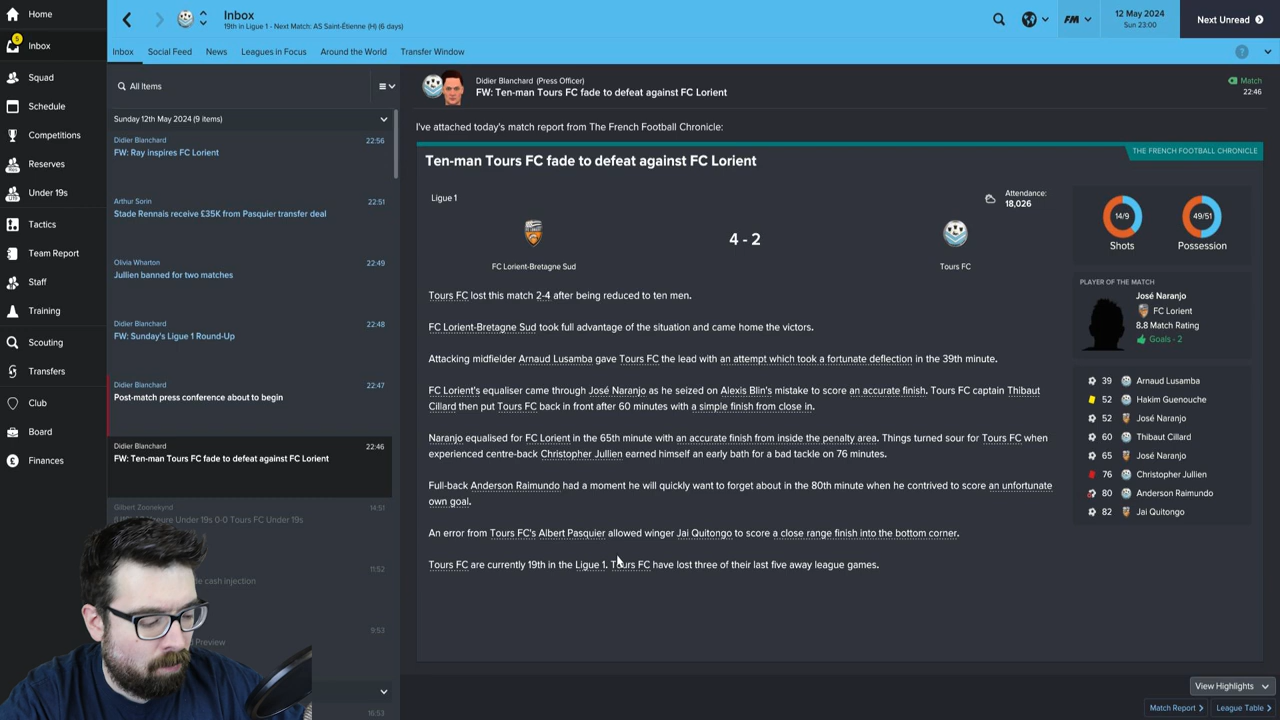 Home
Inbox
5
Squad
Schedule
Competitions
Reserves
Under 19s
Tactics
Team Report
Staff
Training
Scouting
Transfers
Club
Board
Finances
Inbox
19th in Ligue 1 - Next Match: AS Saint-Étienne (H) (6 days)
FM
12 May 2024
Sun 23:00
Next Unread
Inbox Social Feed News Leagues in Focus Around the World Transfer Window
All Items
Sunday 12th May 2024 (9 items)
Didier Blanchard 22:56
FW: Ray inspires FC Lorient
Arthur Sorin 22:51
Stade Rennais receive £35K from Pasquier transfer deal
Olivia Wharton 22:49
Jullien banned for two matches
Didier Blanchard 22:48
FW: Sunday's Ligue 1 Round-Up
Didier Blanchard 22:47
Post-match press conference about to begin
Didier Blanchard 22:46
FW: Ten-man Tours FC fade to defeat against FC Lorient
Gilbert Zoonekynd 14:51
Under 19s 0-0 Tours FC Under 19s
11:52
cash injection
9:53
Preview
16:53
Didier Blanchard (Press Officer)
FW: Ten-man Tours FC fade to defeat against FC Lorient
Match
22:46
I've attached today's match report from The French Football Chronicle:
THE FRENCH FOOTBALL CHRONICLE
Ten-man Tours FC fade to defeat against FC Lorient
Ligue 1
Attendance:
18,026
4 - 2
FC Lorient-Bretagne Sud
Tours FC
Tours FC lost this match 2-4 after being reduced to ten men.
FC Lorient-Bretagne Sud took full advantage of the situation and came home the victors.
Attacking midfielder Arnaud Lusamba gave Tours FC the lead with an attempt which took a fortunate deflection in the 39th minute.
FC Lorient's equaliser came through José Naranjo as he seized on Alexis Blin's mistake to score an accurate finish. Tours FC captain Thibaut
Cillard then put Tours FC back in front after 60 minutes with a simple finish from close in.
Naranjo equalised for FC Lorient in the 65th minute with an accurate finish from inside the penalty area. Things turned sour for Tours FC when
experienced centre-back Christopher Jullien earned himself an early bath for a bad tackle on 76 minutes.
Full-back Anderson Raimundo had a moment he will quickly want to forget about in the 80th minute when he contrived to score an unfortunate
own goal.
An error from Tours FC's Albert Pasquier allowed winger Jai Quitongo to score a close range finish into the bottom corner.
Tours FC are currently 19th in the Ligue 1. Tours FC have lost three of their last five away league games.
14/9
Shots
49/51
Possession
PLAYER OF THE MATCH
José Naranjo
FC Lorient
8.8 Match Rating
Goals - 2
39 Arnaud Lusamba
52 Hakim Guenouche
52 José Naranjo
60 Thibaut Cillard
65 José Naranjo
76 Christopher Jullien
80 Anderson Raimundo
82 Jai Quitongo
View Highlights
Match Report
League Table